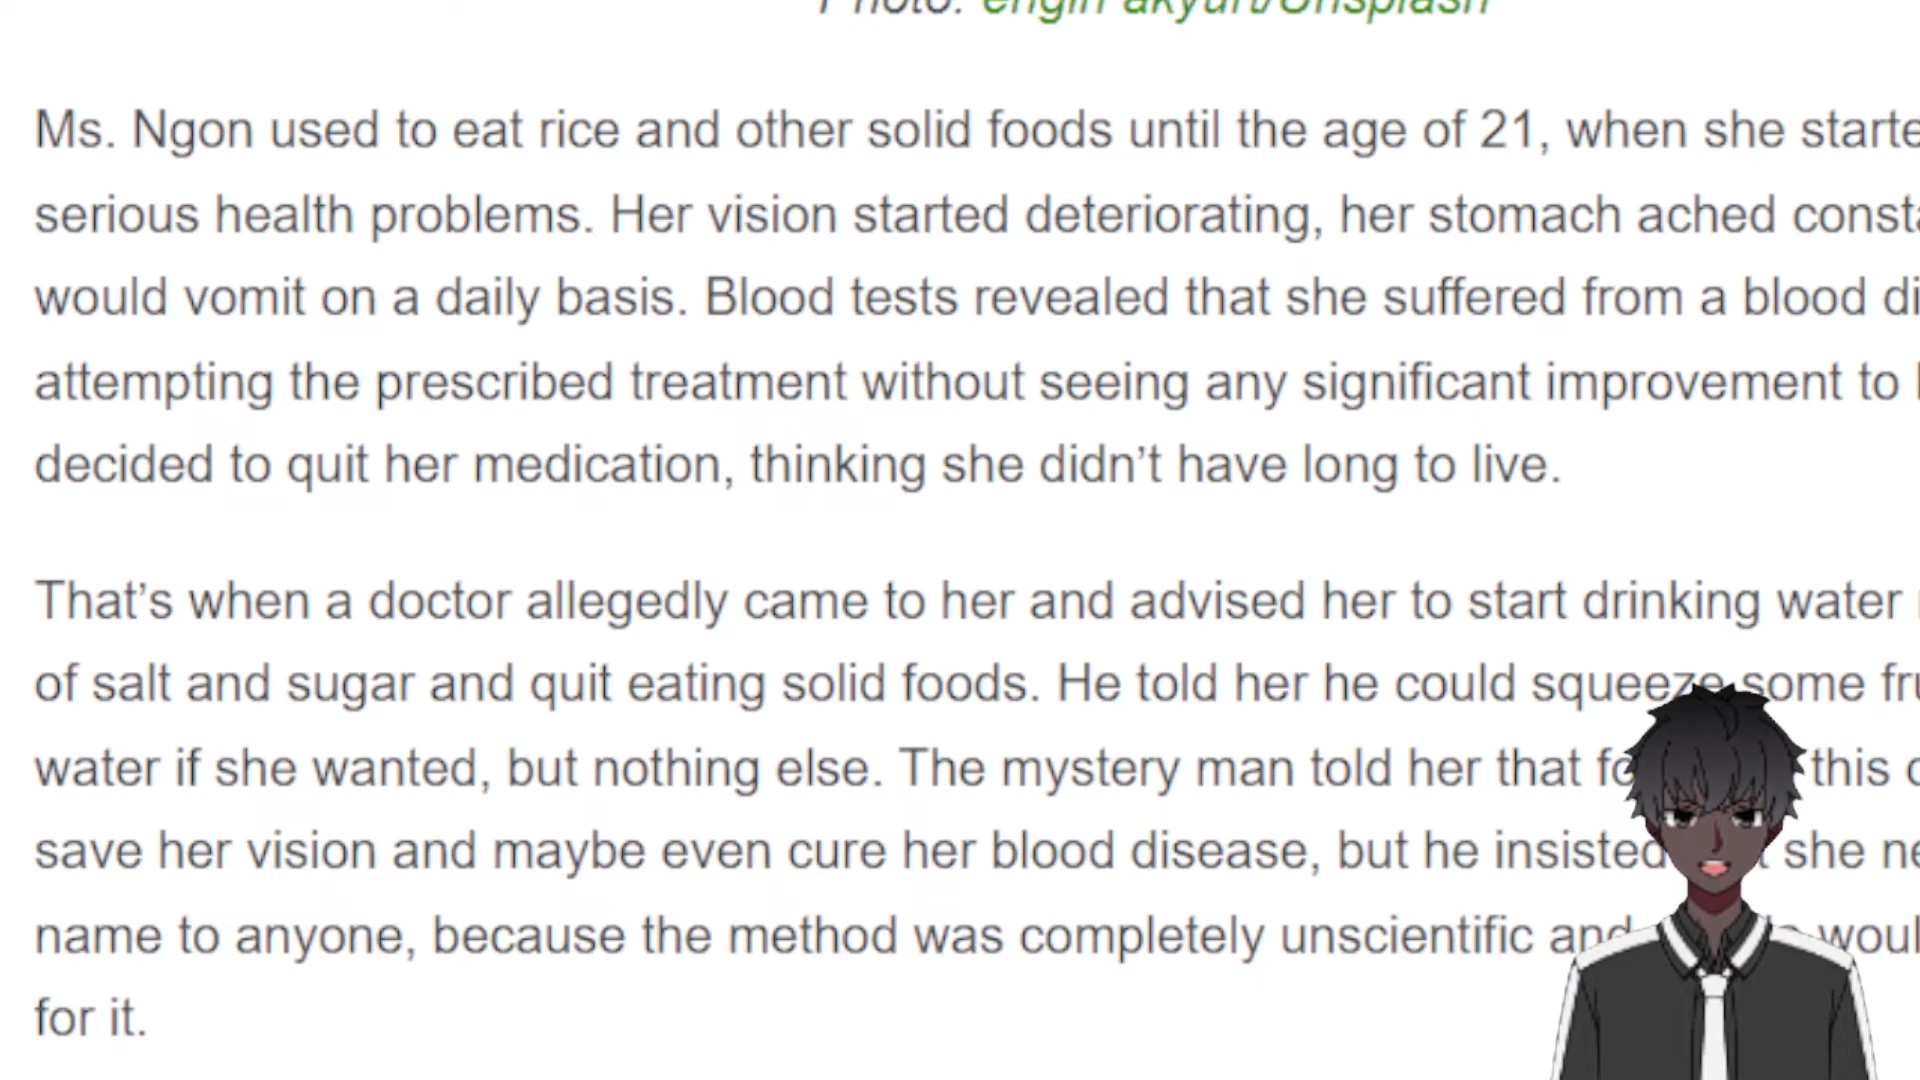 Photo: engin akyurt/Unsplash
Ms. Ngon used to eat rice and other solid foods until the age of 21, when she
serious health problems. Her vision started deteriorating, her stomach ached
would vomit on a daily basis. Blood tests revealed that she suffered from a blood
attempting the prescribed treatment without seeing any significant improvement to
decided to quit her medication, thinking she didn’t have long to live.
That’s when a doctor allegedly came to her and advised her to start drinking water
of salt and sugar and quit eating solid foods. He told her he could squeeze some
water if she wanted, but nothing else. The mystery man told her that this
save her vision and maybe even cure her blood disease, but he insisted she
name to anyone, because the method was completely unscientific and
for it.